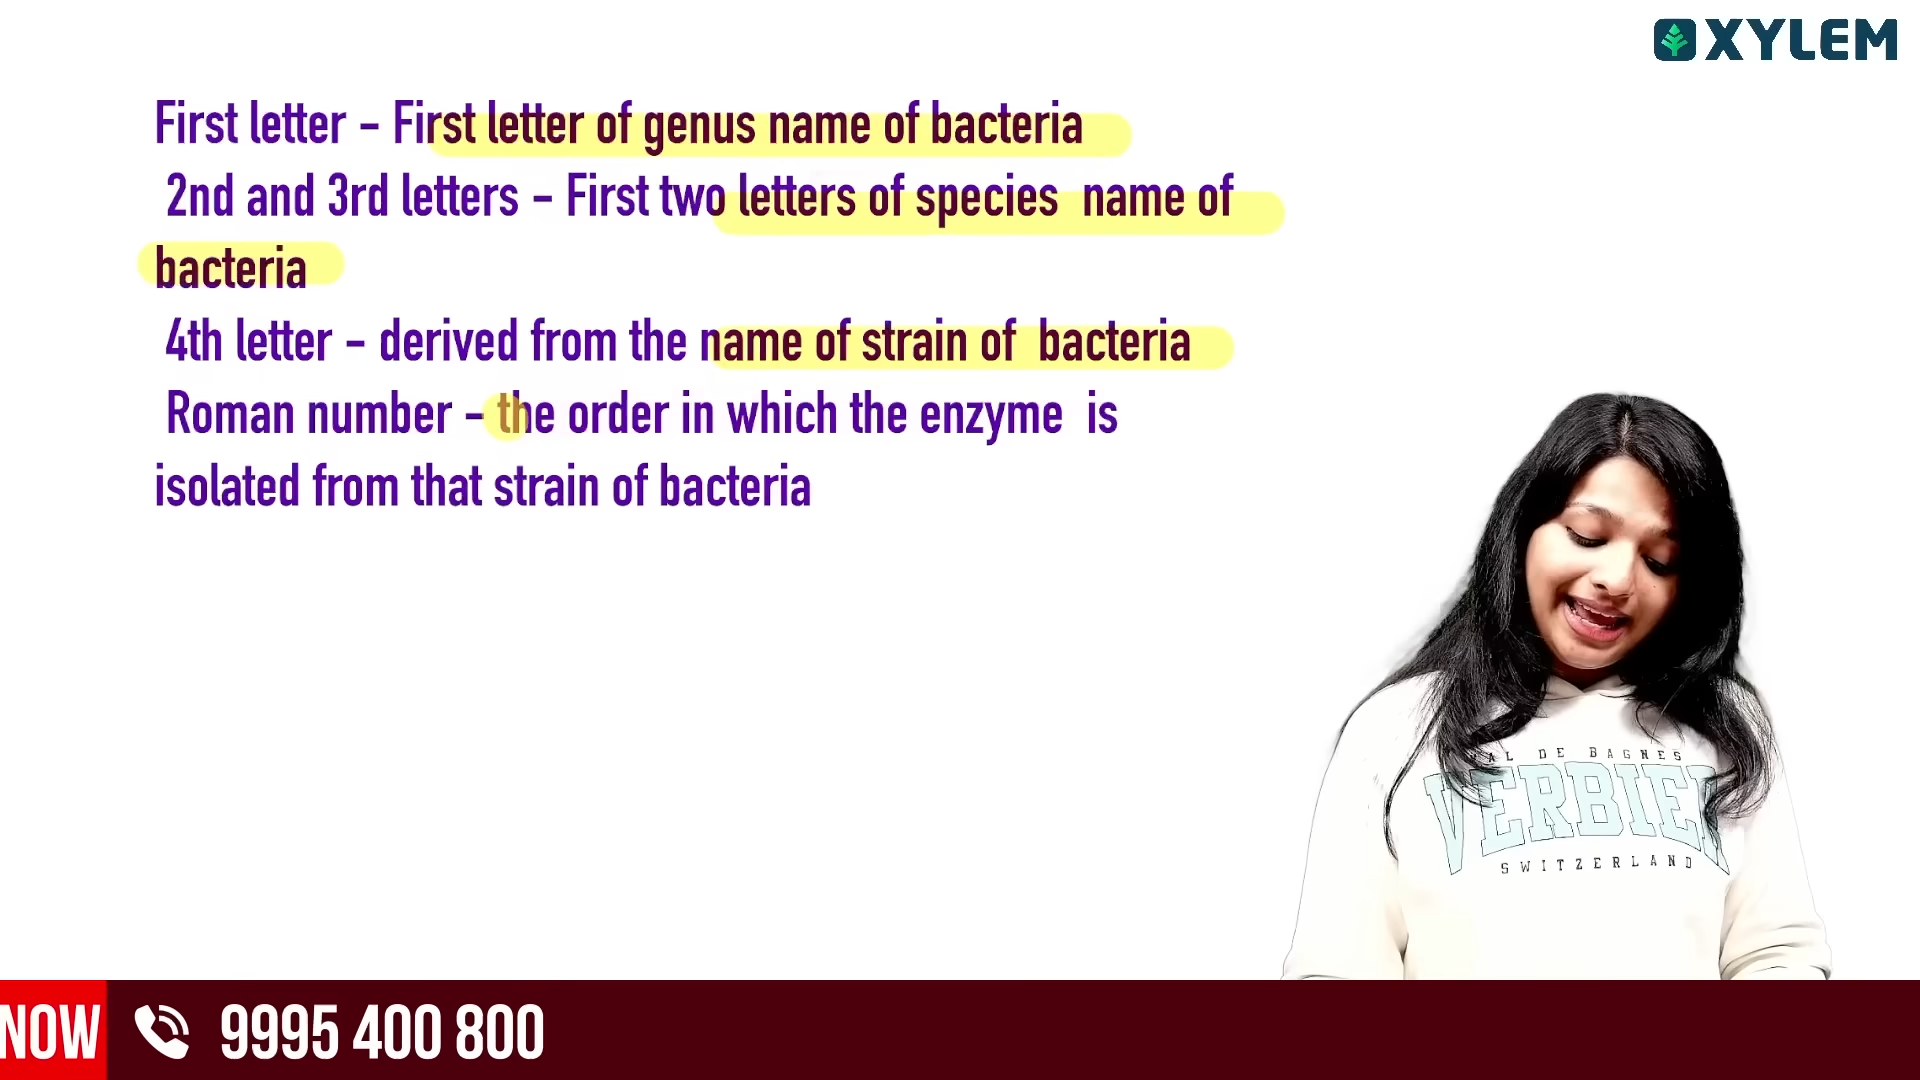 XYLEM
First letter – First letter of genus name of bacteria
2nd and 3rd letters – First two letters of species name of
bacteria
4th letter – derived from the name of strain of bacteria
Roman number – the order in which the enzyme is
isolated from that strain of bacteria
VAL DE BAGNES
VERBIER
SWITZERLAND
NOW 9995 400 800